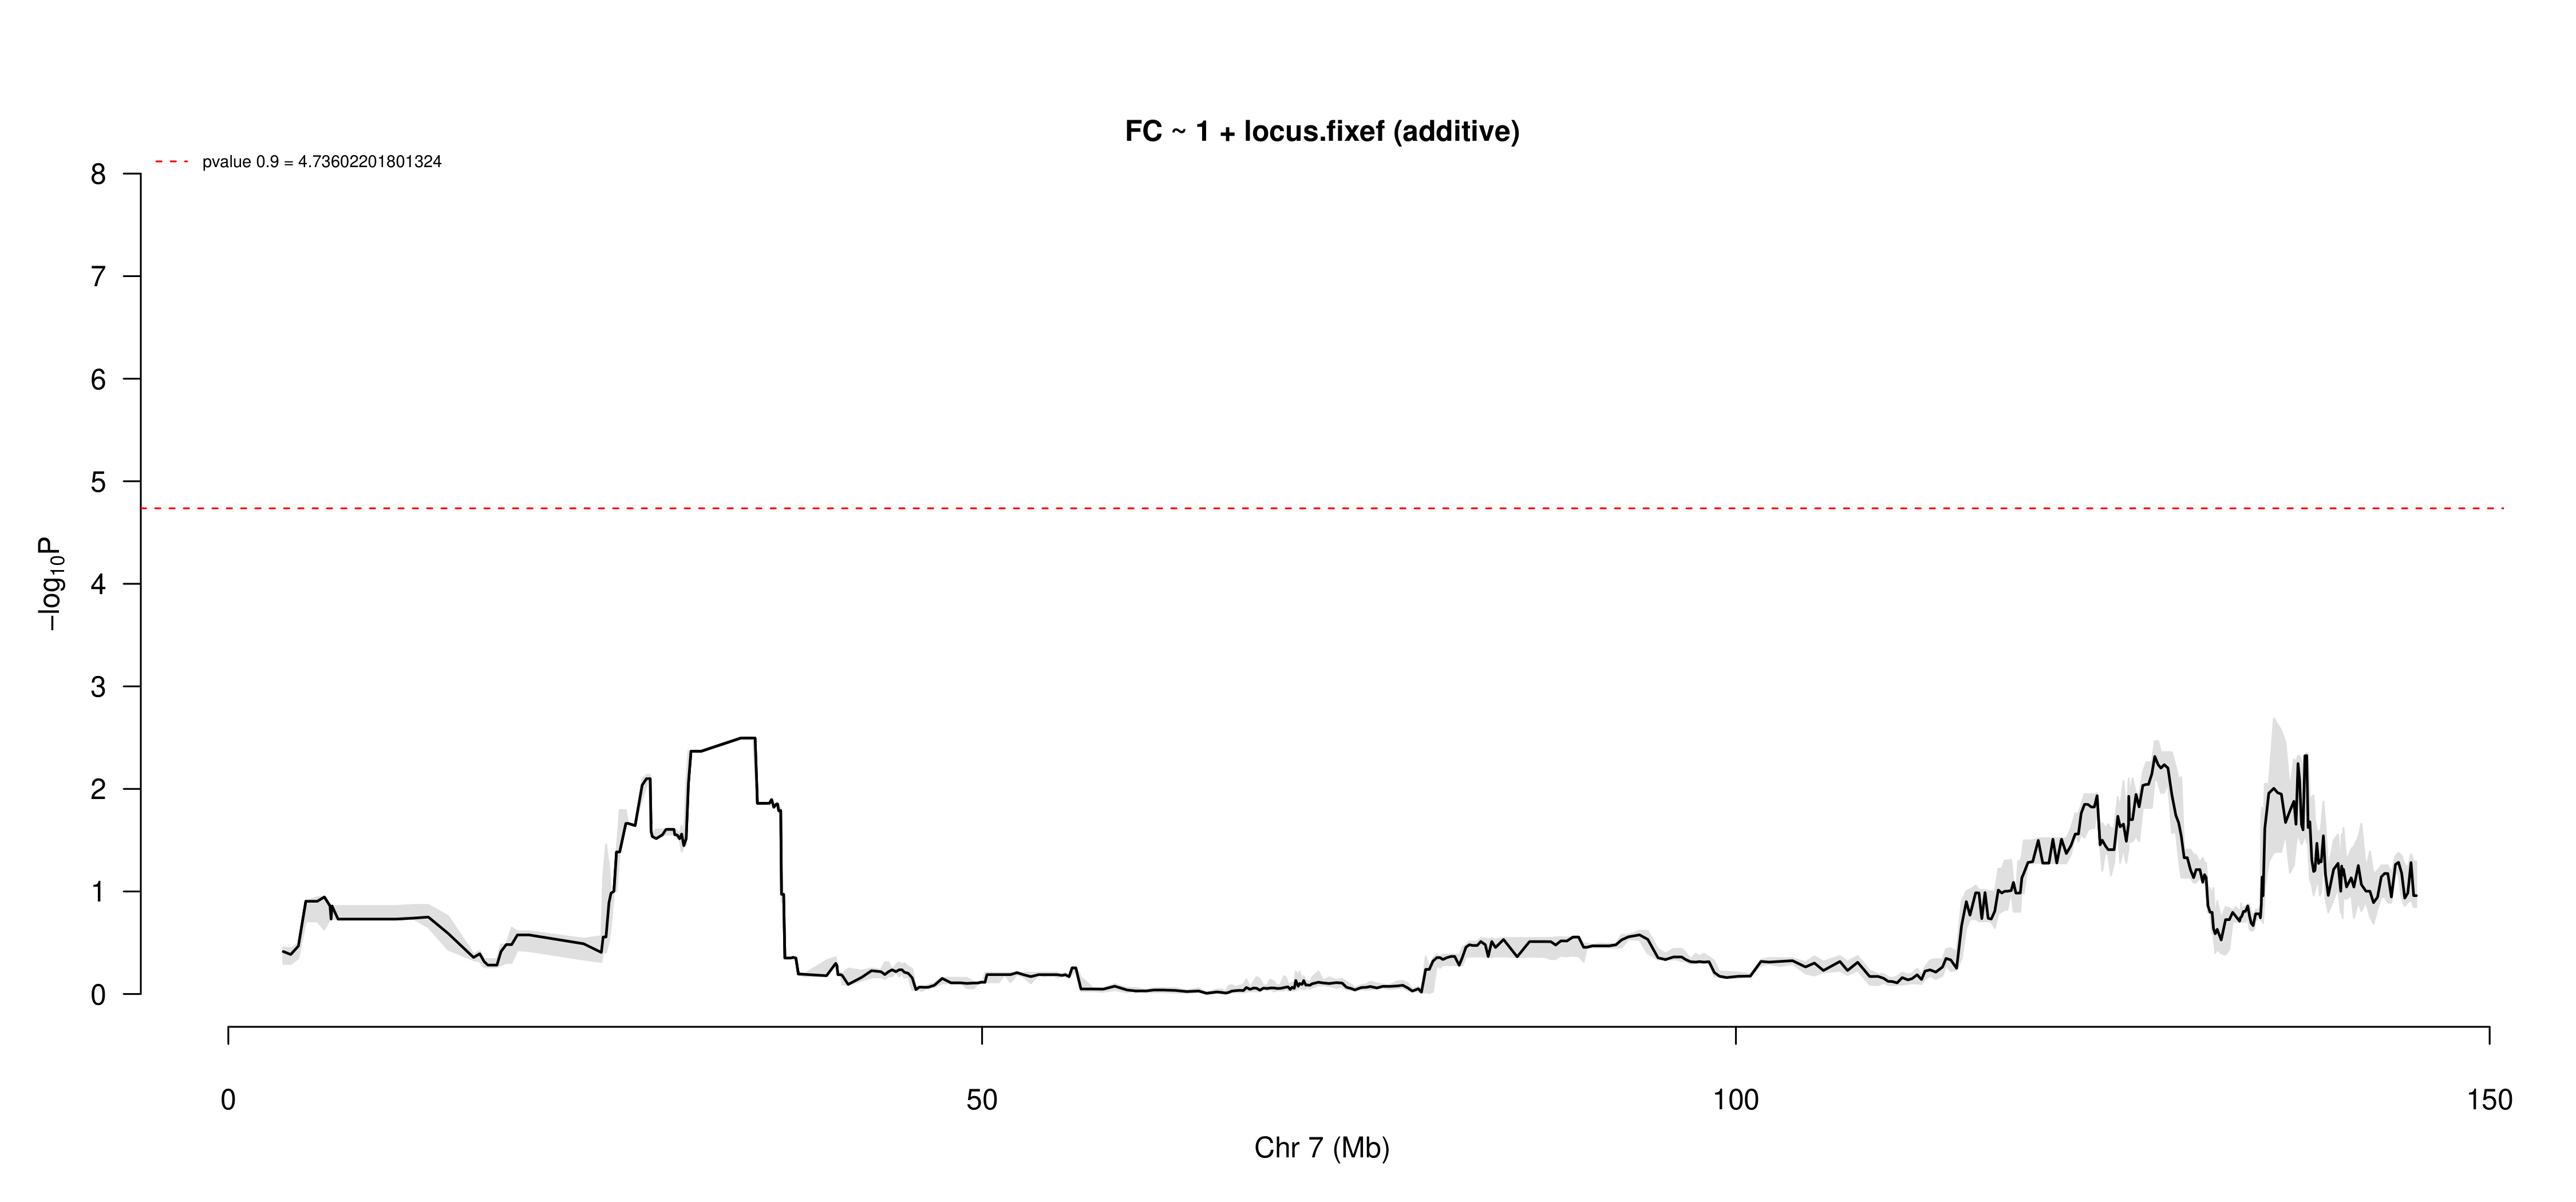 FC ~ 1 + locus.fixef (additive)
pvalue 0.9 = 4.73602201801324
8
7
6
5
4
3
2
1
0
−log10P
0 50 100 150
Chr 7 (Mb)